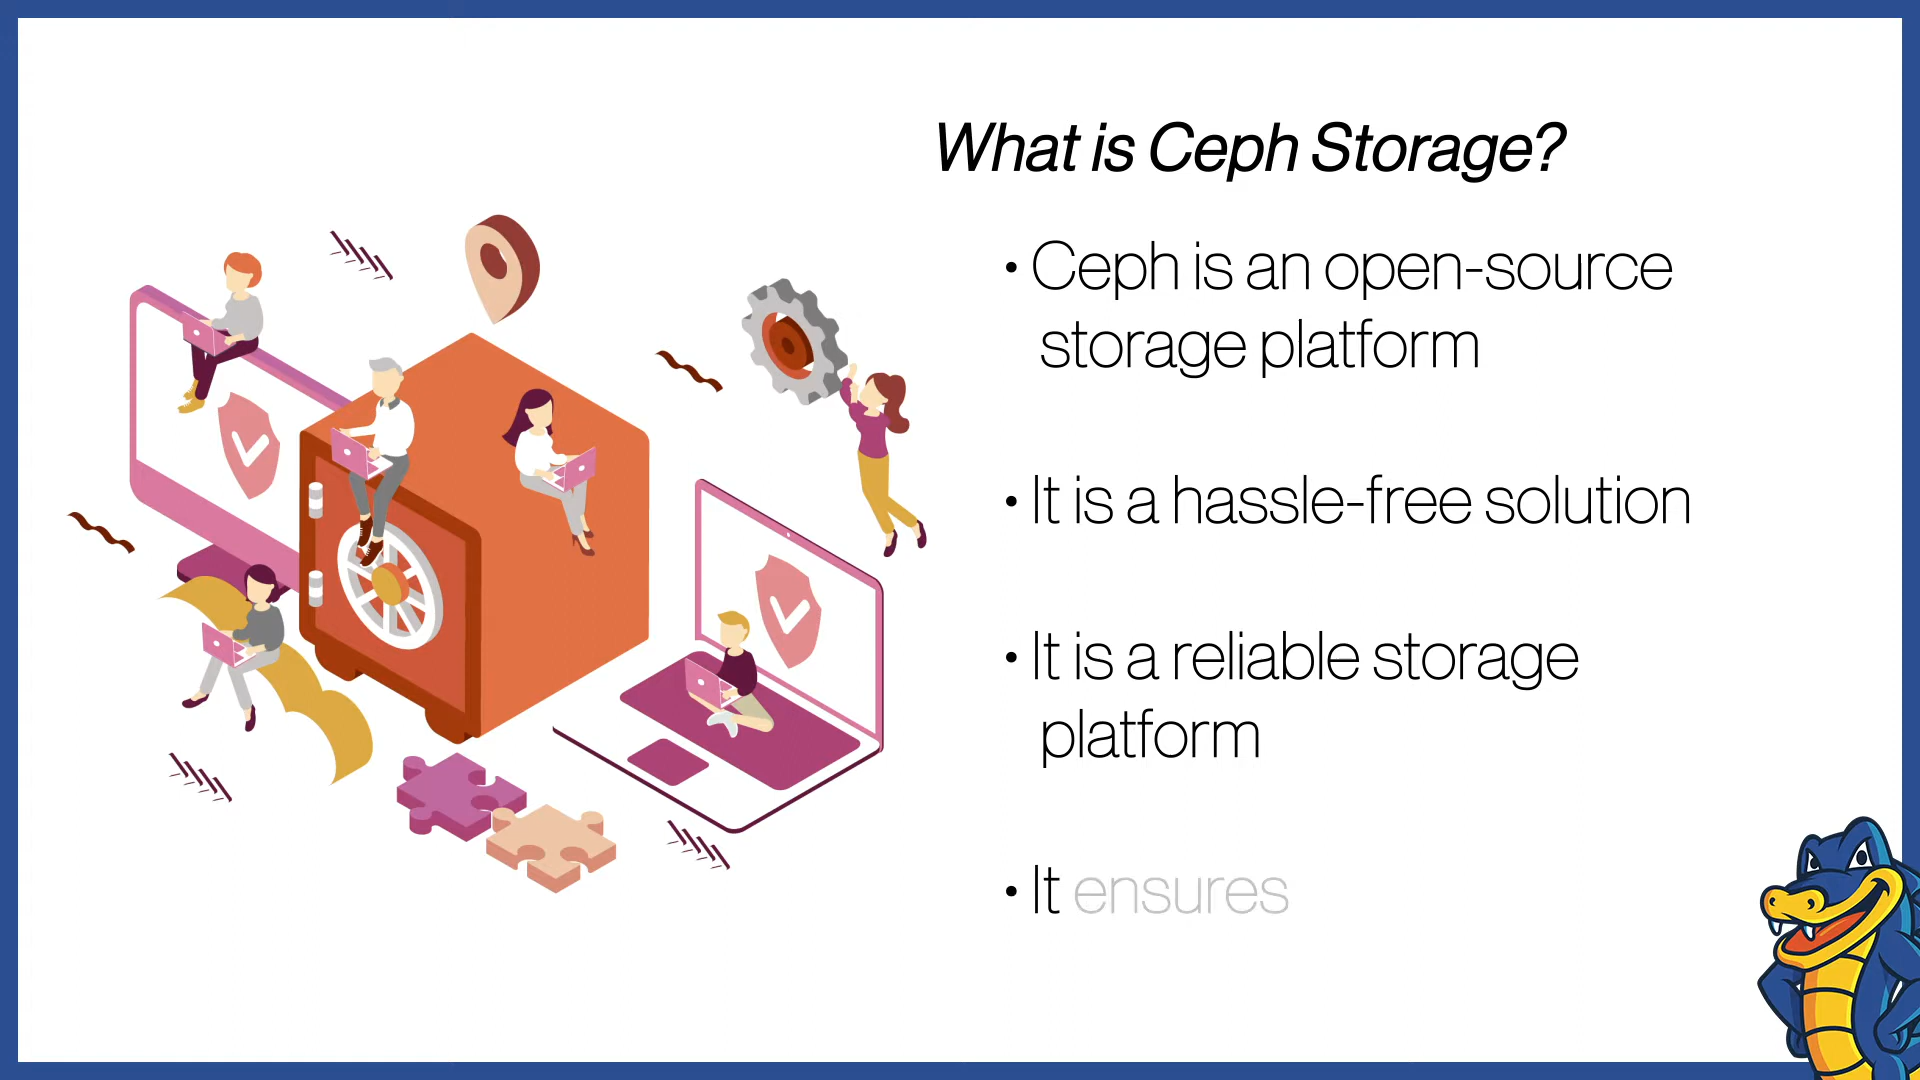 What is Ceph Storage?
• Ceph is an open-source
storage platform
• It is a hassle-free solution
• It is a reliable storage
platform
• It ensures